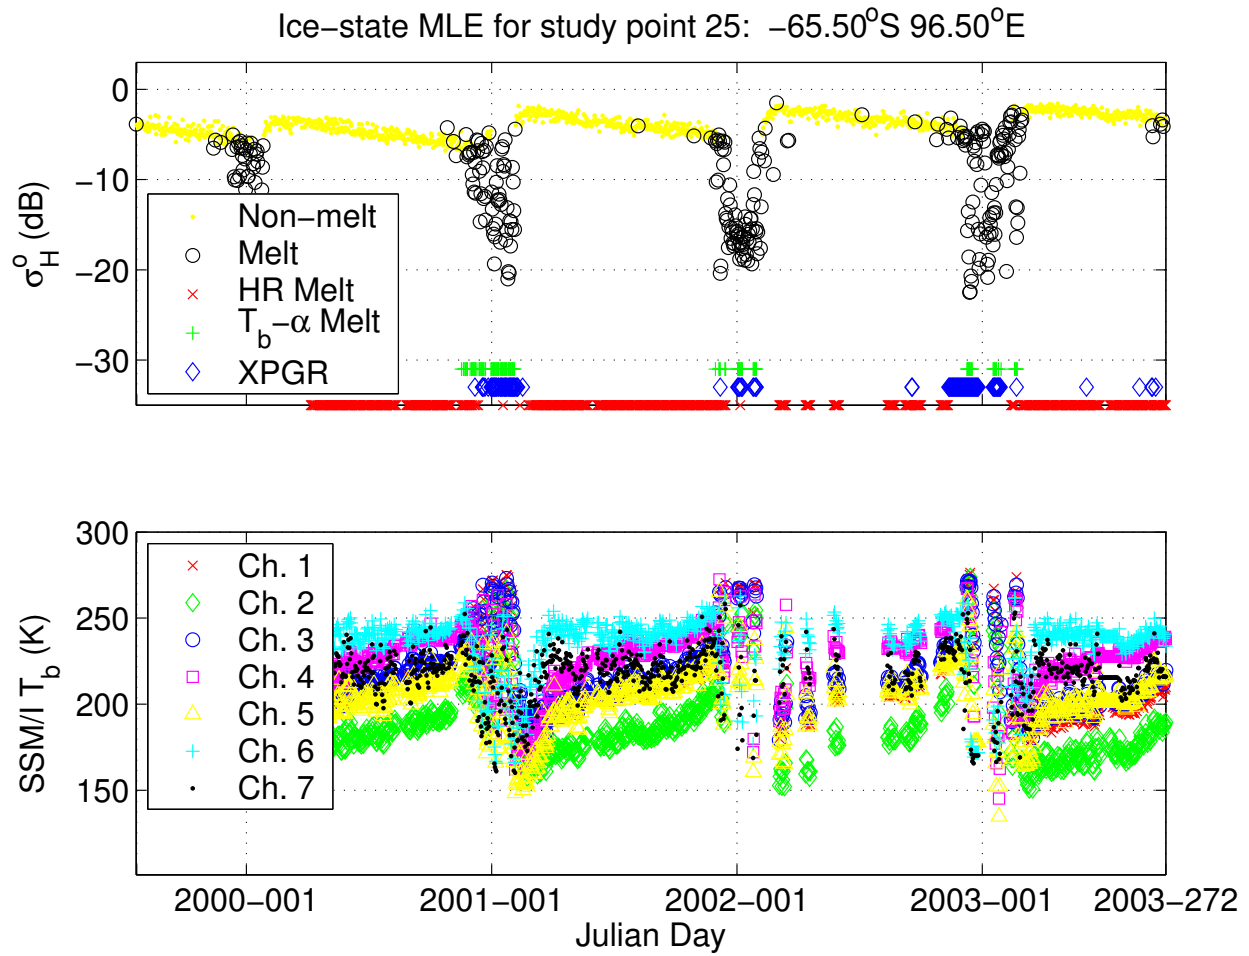 Ice−state MLE for study point 25:  −65.50°S 96.50°E
0
−10
−20
−30
σ°H (dB)
Non−melt
Melt
HR Melt
Tb−α Melt
XPGR
300
250
200
150
SSM/I Tb (K)
Ch. 1
Ch. 2
Ch. 3
Ch. 4
Ch. 5
Ch. 6
Ch. 7
2000−001
2001−001
2002−001
2003−001
2003−272
Julian Day